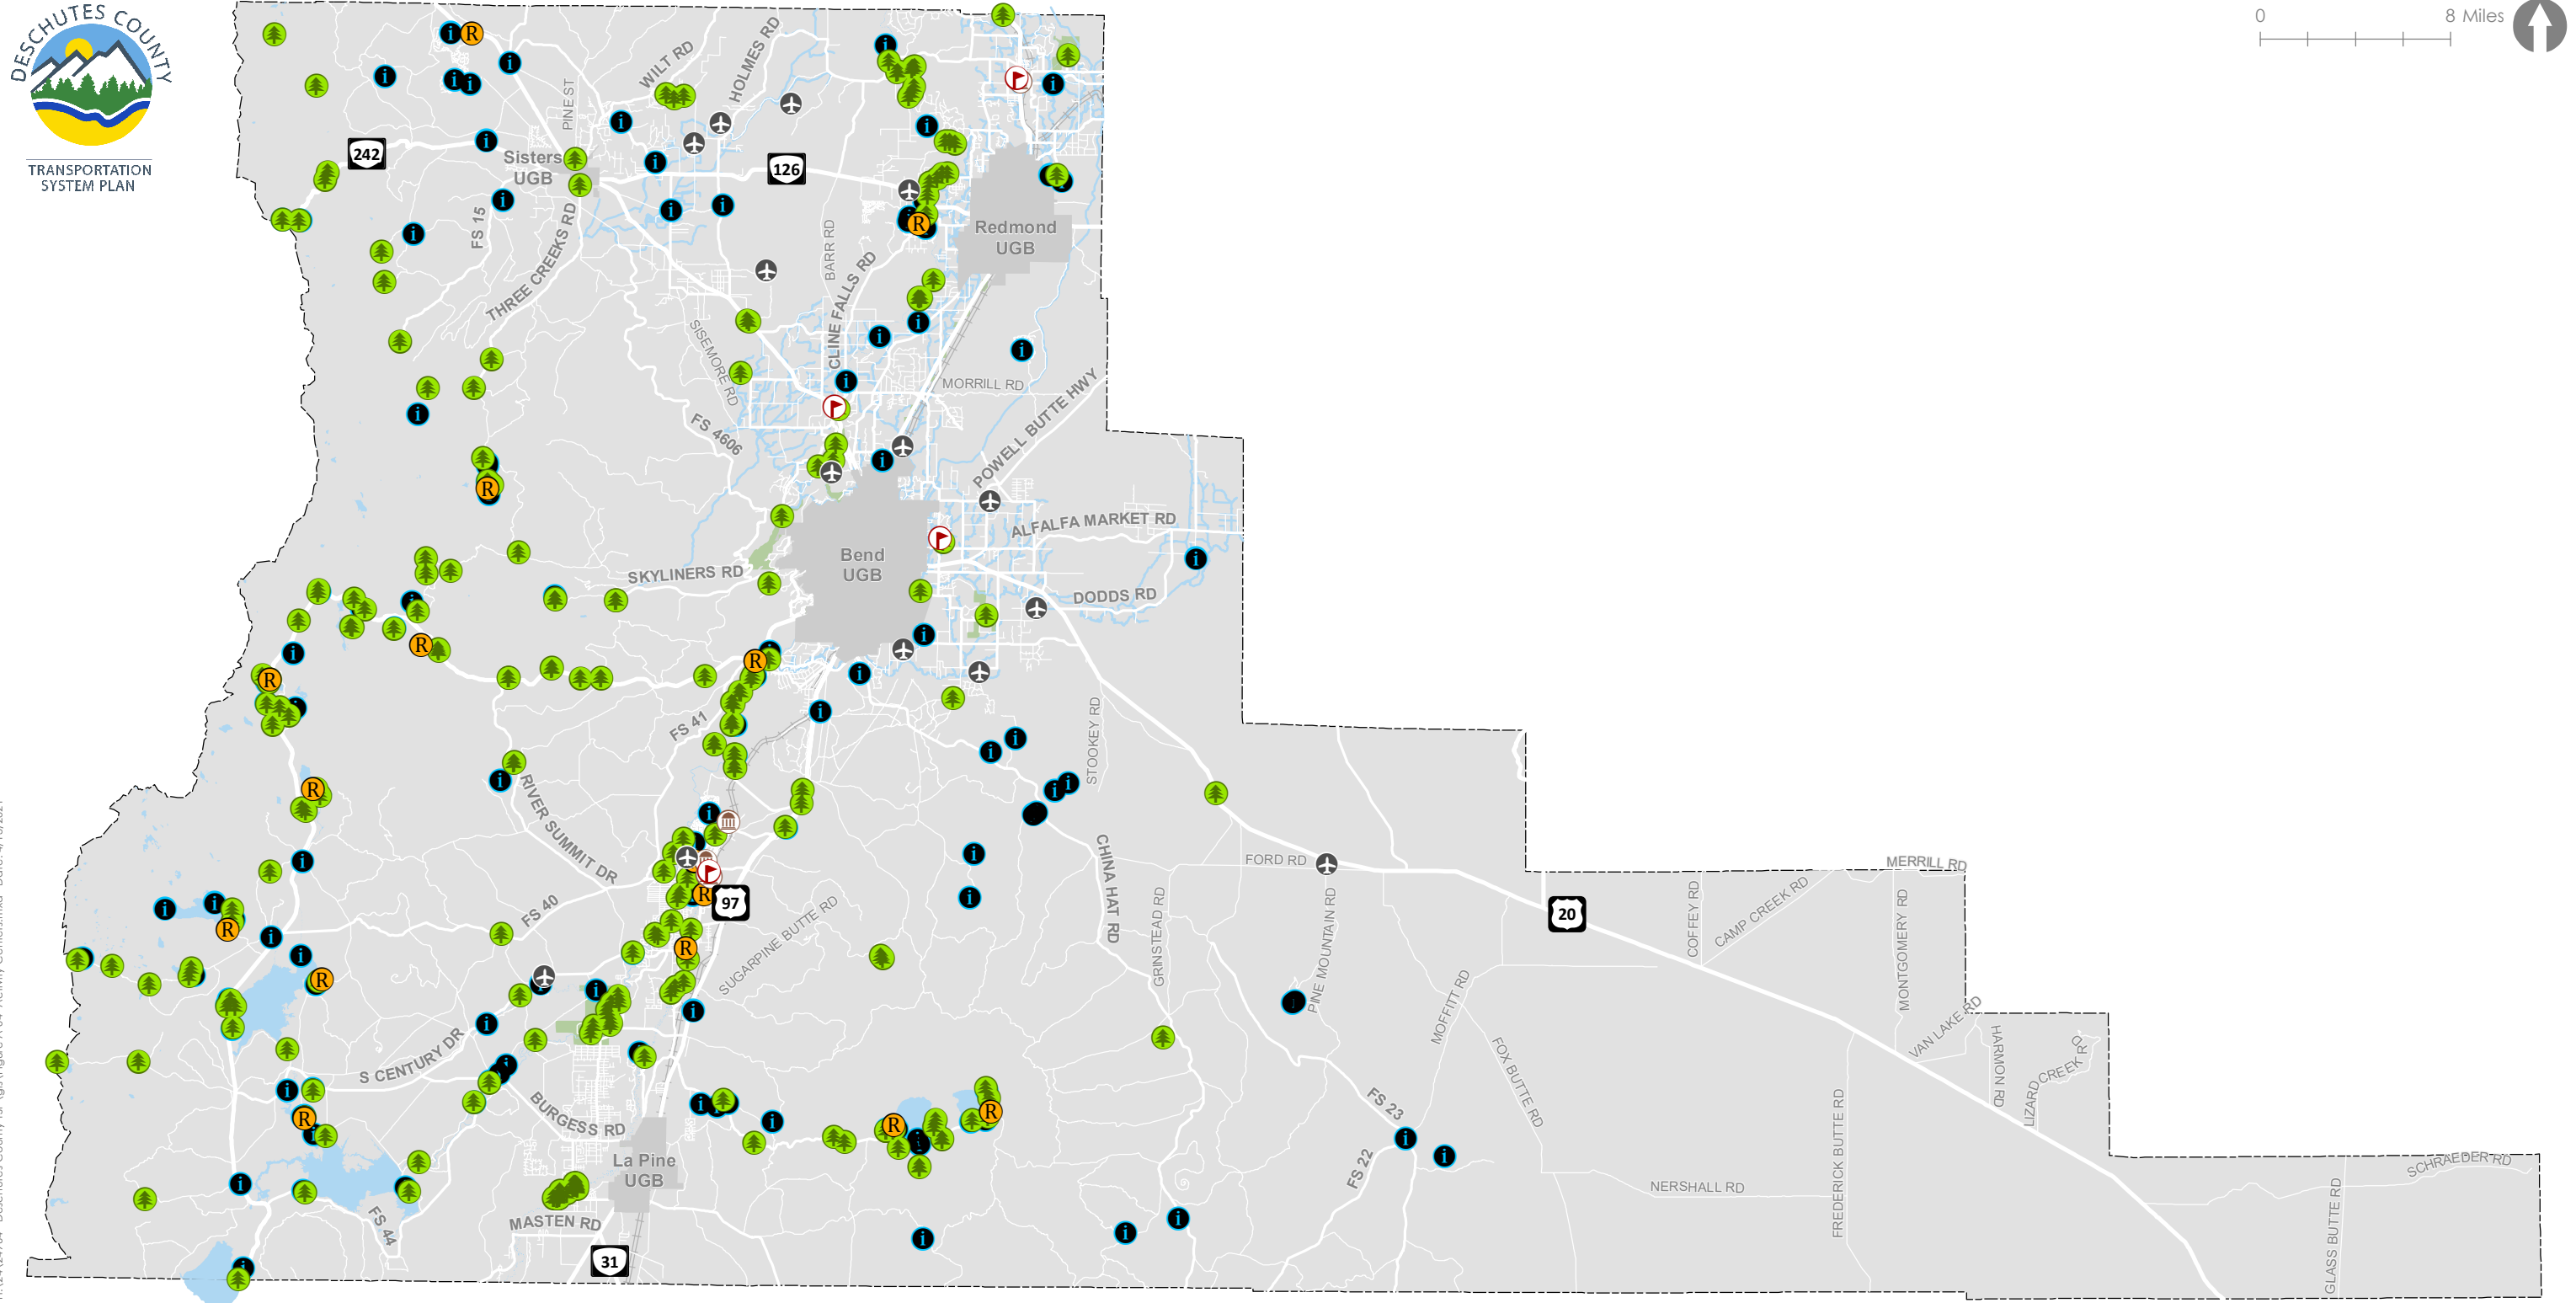 DESCHUTES COUNTY
TRANSPORTATION
SYSTEM PLAN
0
8 Miles
WILT RD
HOLMES RD
PINE ST
242
Sisters
UGB
126
FS 15
THREE CREEKS RD
BARR RD
CLINE FALLS RD
Redmond
UGB
SISEMORE RD
MORRILL RD
FS 4606
POWELL BUTTE HWY
ALFALFA MARKET RD
Bend
UGB
SKYLINERS RD
DODDS RD
FS 41
STOOKEY RD
RIVER SUMMIT DR
CHINA HAT RD
FORD RD
MERRILL RD
97
20
FS 40
SUGARPINE BUTTE RD
GRINSTEAD RD
PINE MOUNTAIN RD
COFFEY RD
CAMP CREEK RD
MONTGOMERY RD
MOFFITT RD
VAN LAKE RD
HARMON RD
LIZARD CREEK RD
S CENTURY DR
FOX BUTTE RD
BURGESS RD
FS 23
FREDERICK BUTTE RD
La Pine
UGB
FS 22
NERSHALL RD
SCHRAEDER RD
FS 44
MASTEN RD
31
GLASS BUTTE RD
R
R
R
R
R
R
R
R
R
R
R
R
R
R